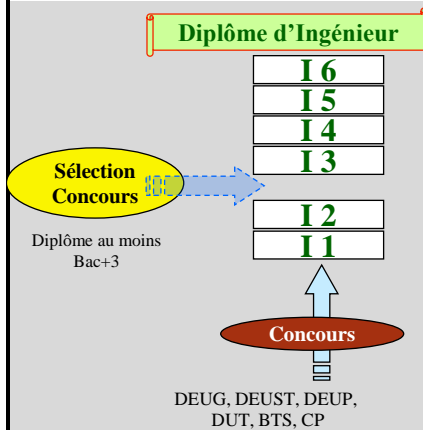 Diplôme d'Ingénieur
I 6
I 5
I 4
I 3
Sélection
Concours
I 2
I 1
Diplôme au moins
Bac+3
Concours
DEUG, DEUST, DEUP,
DUT, BTS, CP